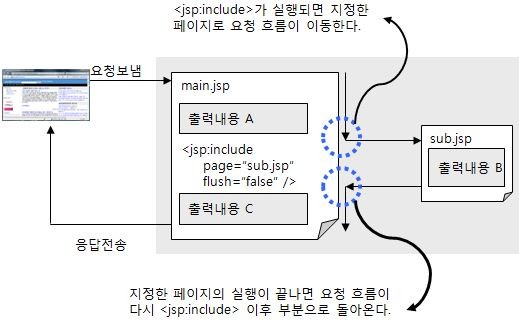 <jsp:include>가 실행되면 지정한
페이지로 요청 흐름이 이동한다.
요청보냄
main.jsp
출력내용 A
<jsp:include
page="sub.jsp"
flush="false" />
출력내용 C
sub.jsp
출력내용 B
응답전송
지정한 페이지의 실행이 끝나면 요청 흐름이
다시 <jsp:include> 이후 부분으로 돌아온다.